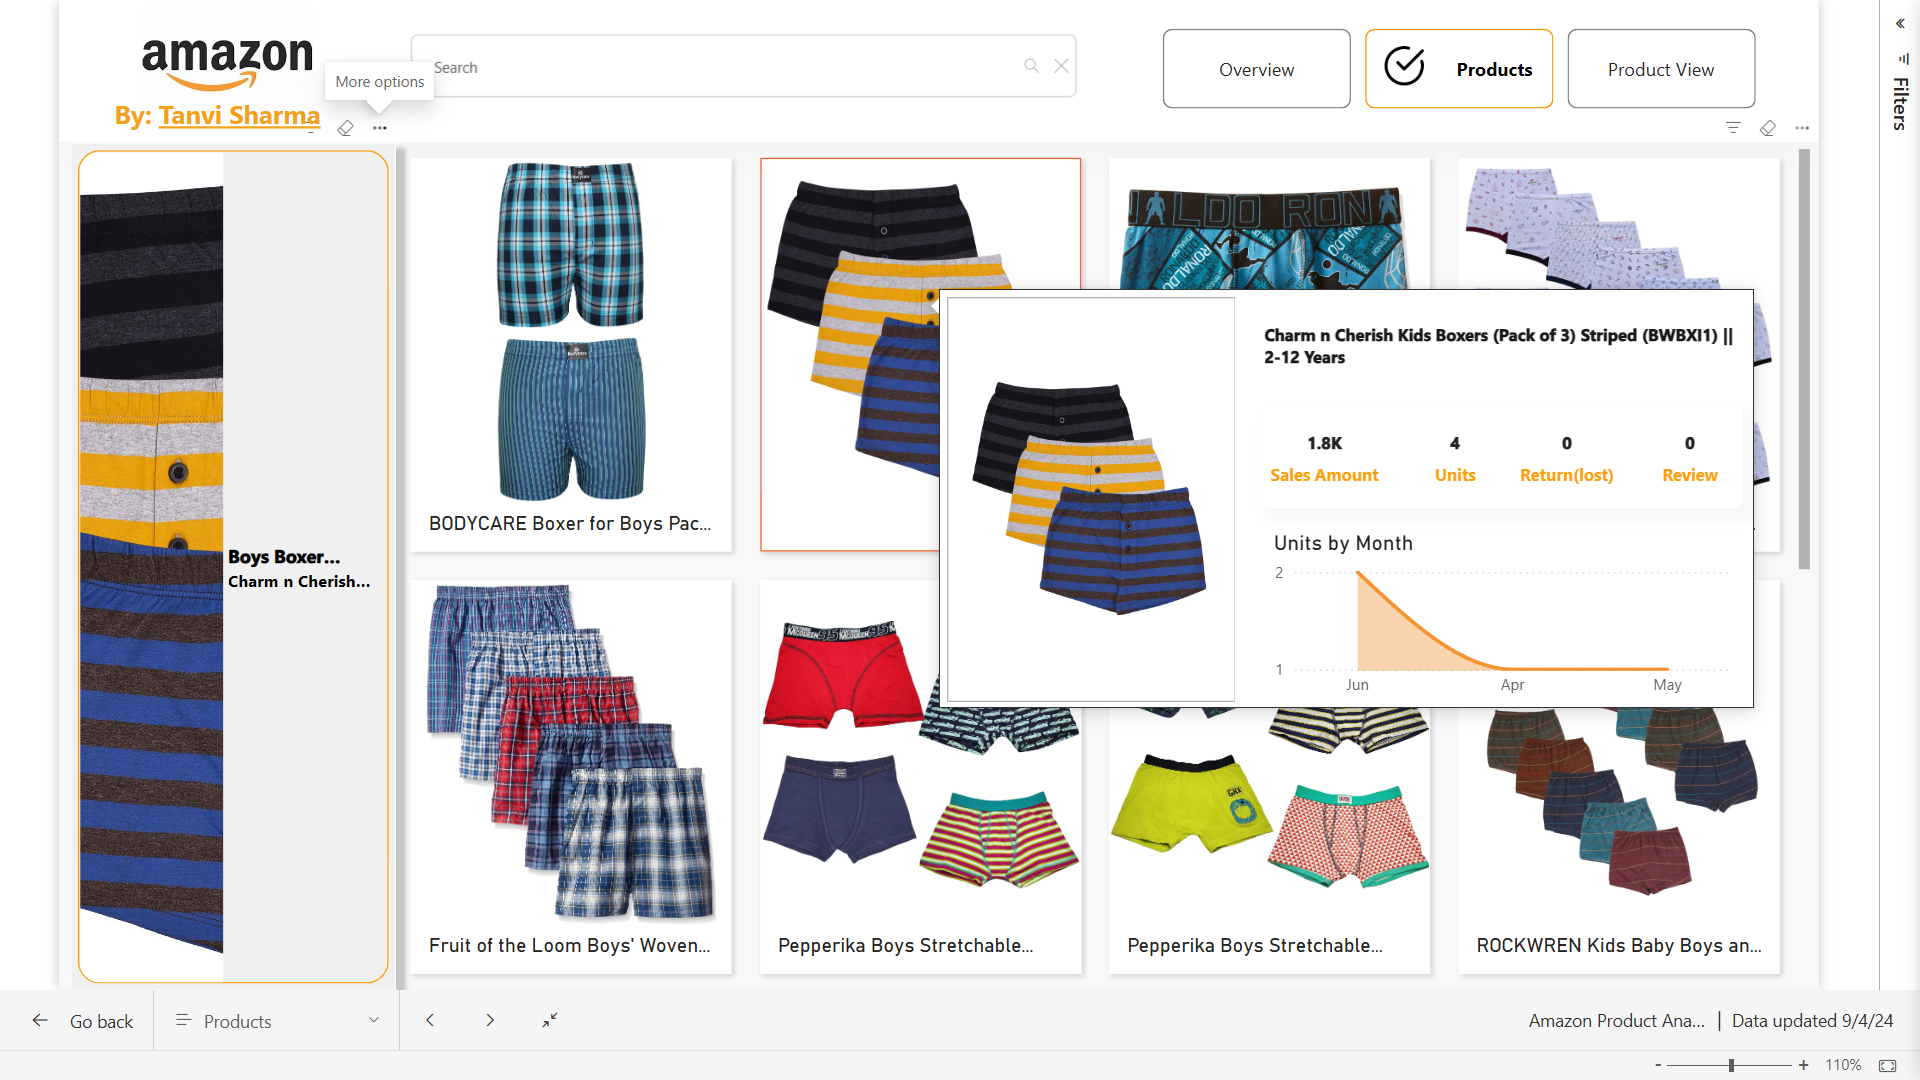 amazon
By: Tanvi Sharma
More options
Search
Overview
Products
Product View
Filters
BODYCARE Boxer for Boys Pac...
LDO RON
RONALDO
Charm n Cherish Kids Boxers (Pack of 3) Striped (BWBXI1) ||
2-12 Years
1.8K
4
0
0
Sales Amount
Units
Return(lost)
Review
Units by Month
2
1
Jun
Apr
May
Boys Boxer...
Charm n Cherish...
Fruit of the Loom Boys' Woven...
Pepperika Boys Stretchable...
Pepperika Boys Stretchable...
ROCKWREN Kids Baby Boys an...
Go back
Products
Amazon Product Ana... | Data updated 9/4/24
- + 110%